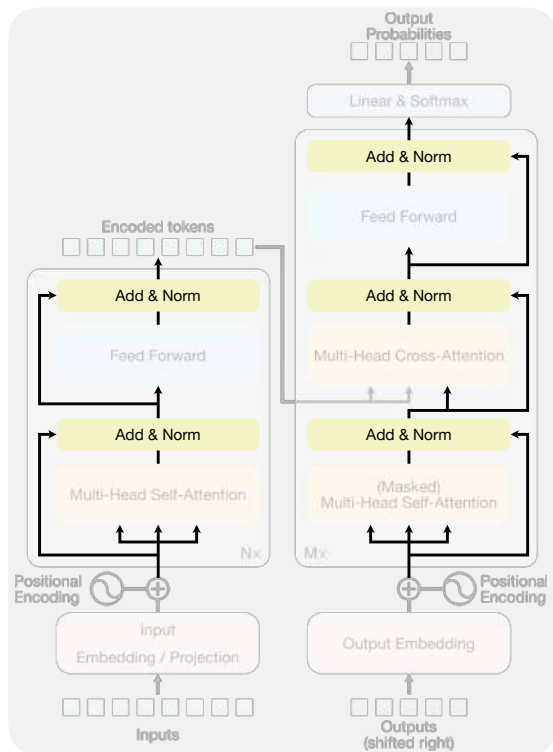 Output
Probabilities
Linear & Softmax
Add & Norm
Feed Forward
Encoded tokens
Add & Norm
Add & Norm
Feed Forward
Multi-Head Cross-Attention
Add & Norm
Add & Norm
Multi-Head Self-Attention
(Masked)
Multi-Head Self-Attention
N×
M×
Positional
Encoding
Positional
Encoding
Input
Embedding / Projection
Output Embedding
Inputs
Outputs
(shifted right)